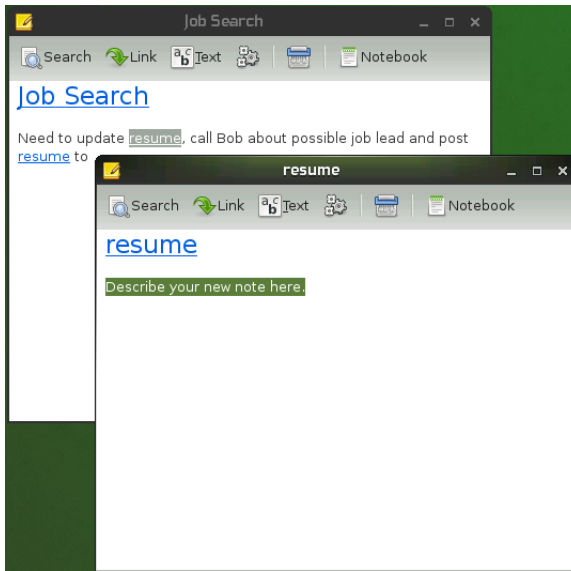 Job Search
Search Link Text Notebook
Job Search
Need to update resume, call Bob about possible job lead and post
resume to
resume
Search Link Text Notebook
resume
Describe your new note here.